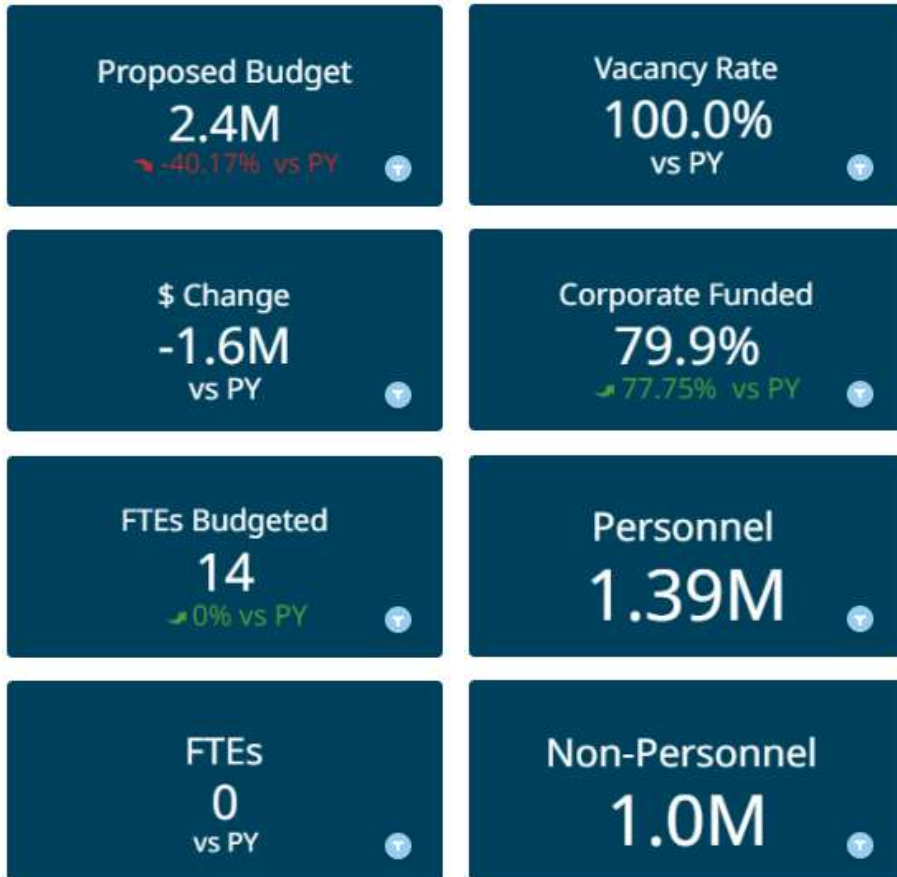 Proposed Budget
2.4M
-40.17% vs PY
Vacancy Rate
100.0%
vs PY
$ Change
-1.6M
vs PY
Corporate Funded
79.9%
77.75% vs PY
FTEs Budgeted
14
0% vs PY
Personnel
1.39M
FTEs
0
vs PY
Non-Personnel
1.0M